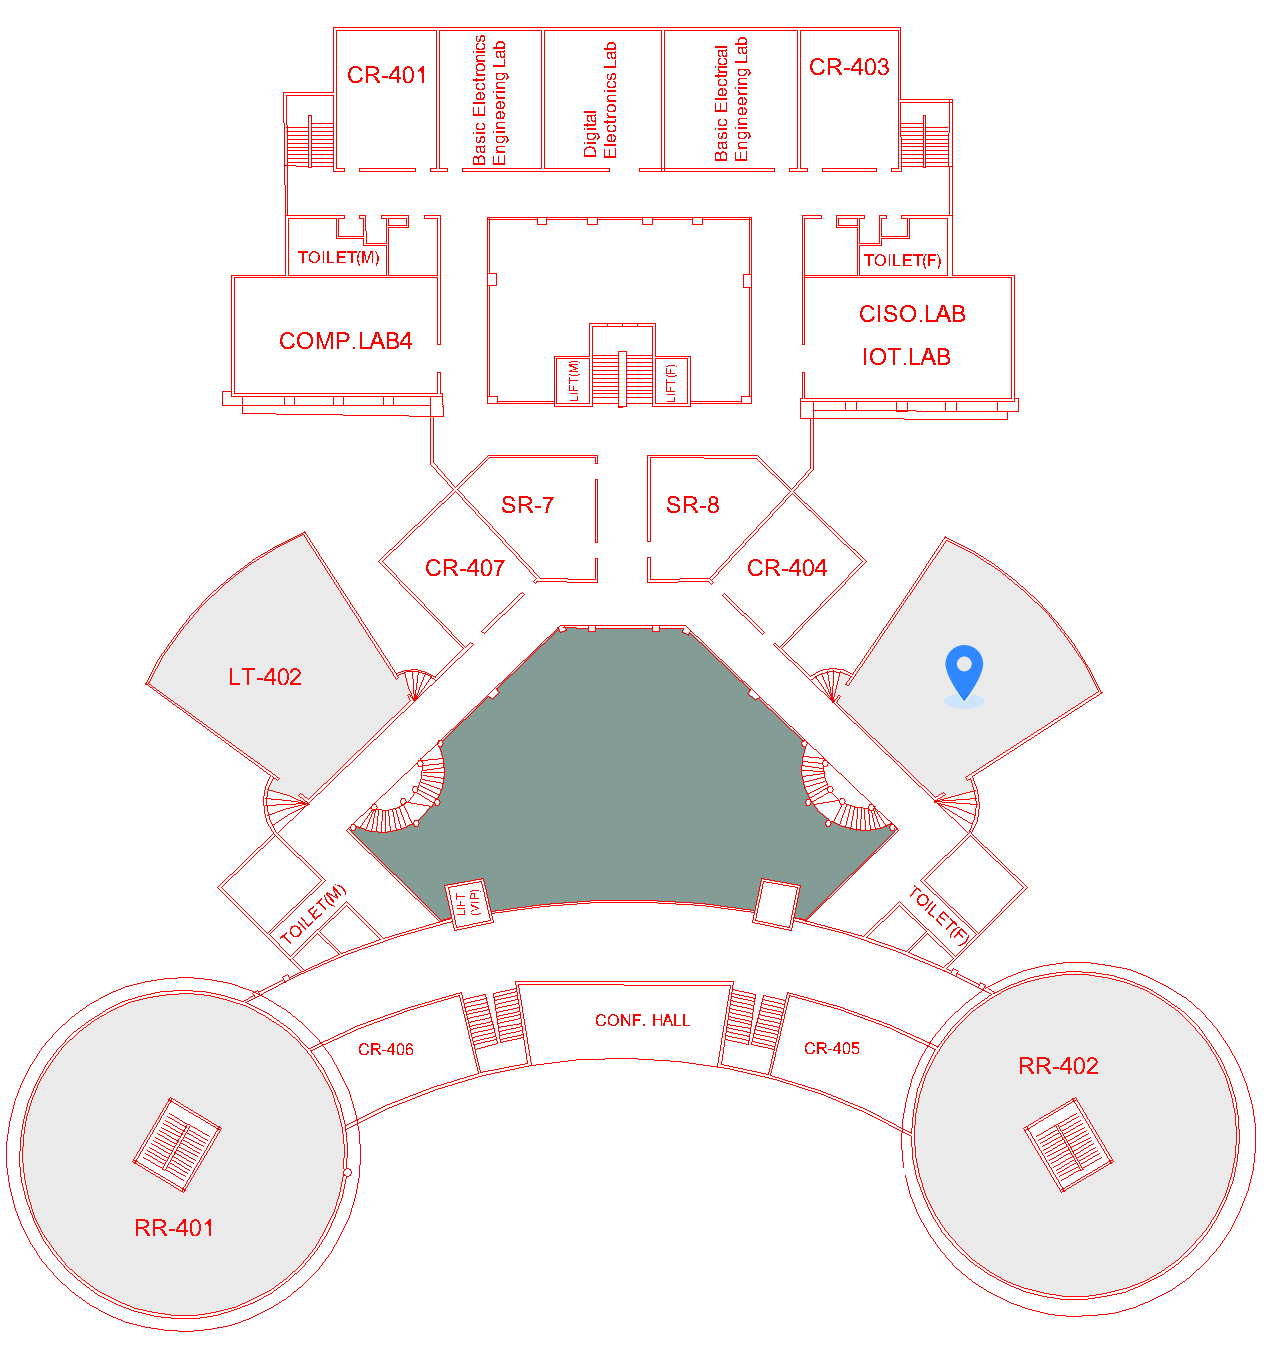 CR-401
Basic Electronics
Engineering Lab
Digital
Electronics Lab
Basic Electrical
Engineering Lab
CR-403
TOILET(M)
TOILET(F)
COMP.LAB4
CISO.LAB
IOT.LAB
LIFT(M)
LIFT(F)
SR-7
SR-8
CR-407
CR-404
LT-402
LIFT
(VIP)
TOILET(M)
TOILET(F)
CONF. HALL
CR-406
CR-405
RR-402
RR-401